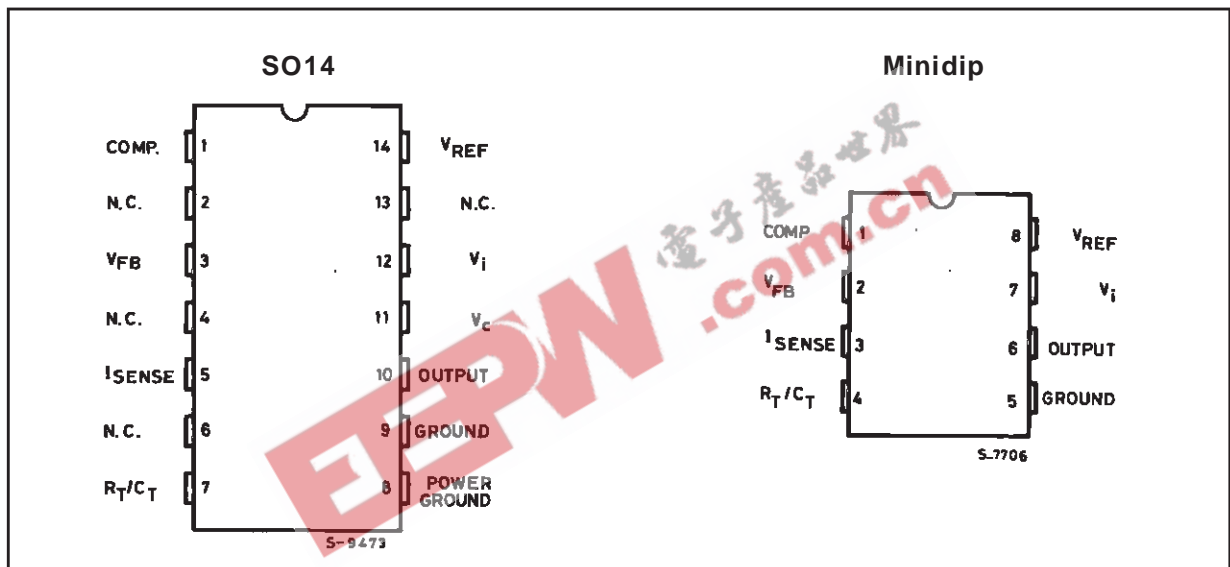 SO14
COMP. 1
N.C. 2
VFB 3
N.C. 4
ISENSE 5
N.C. 6
RT/CT 7
14 VREF
13 N.C.
12 Vi
11 Vc
10 OUTPUT
9 GROUND
8 POWER
GROUND
S-9473
Minidip
COMP 1
VFB 2
ISENSE 3
RT/CT 4
8 VREF
7 Vi
6 OUTPUT
5 GROUND
S-7706
EEPW
.com.cn
電子產品世界